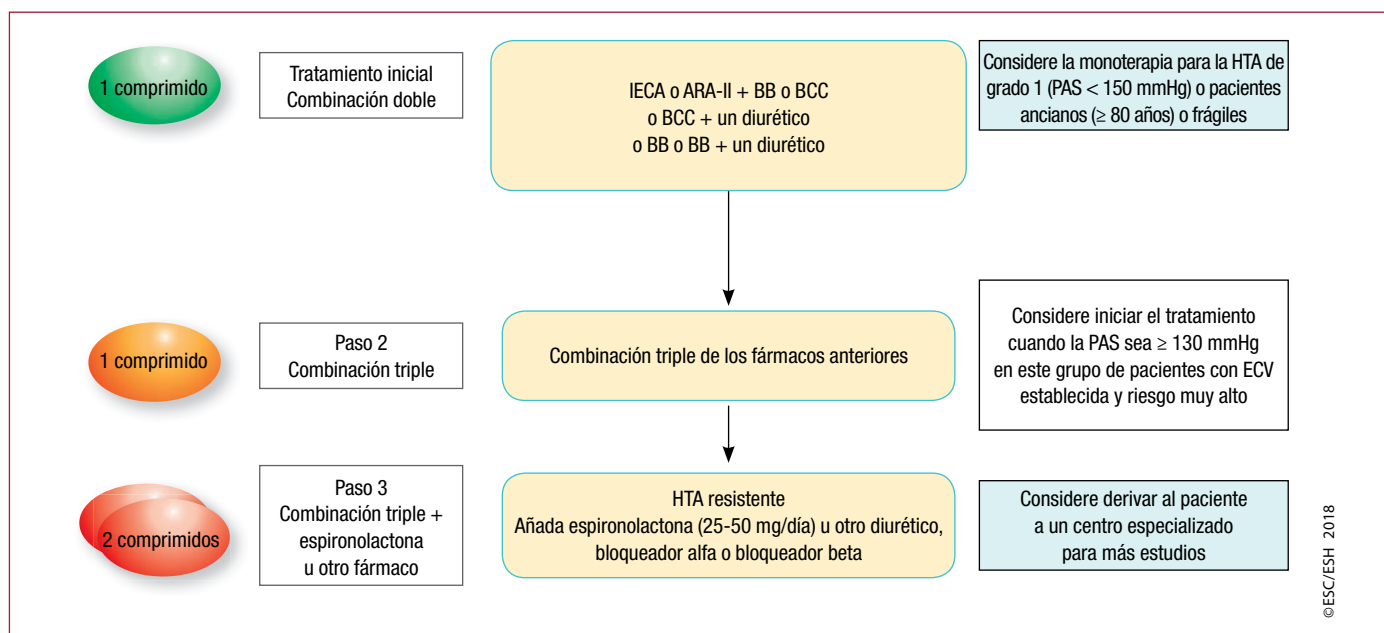 1 comprimido
Tratamiento inicial
Combinación doble
IECA o ARA-II + BB o BCC
o BCC + un diurético
o BB o BB + un diurético
Considere la monoterapia para la HTA de
grado 1 (PAS < 150 mmHg) o pacientes
ancianos (≥ 80 años) o frágiles
1 comprimido
Paso 2
Combinación triple
Combinación triple de los fármacos anteriores
Considere iniciar el tratamiento
cuando la PAS sea ≥ 130 mmHg
en este grupo de pacientes con ECV
establecida y riesgo muy alto
2 comprimidos
Paso 3
Combinación triple +
espironolactona
u otro fármaco
HTA resistente
Añada espironolactona (25-50 mg/día) u otro diurético,
bloqueador alfa o bloqueador beta
Considere derivar al paciente
a un centro especializado
para más estudios
©ESC/ESH 2018